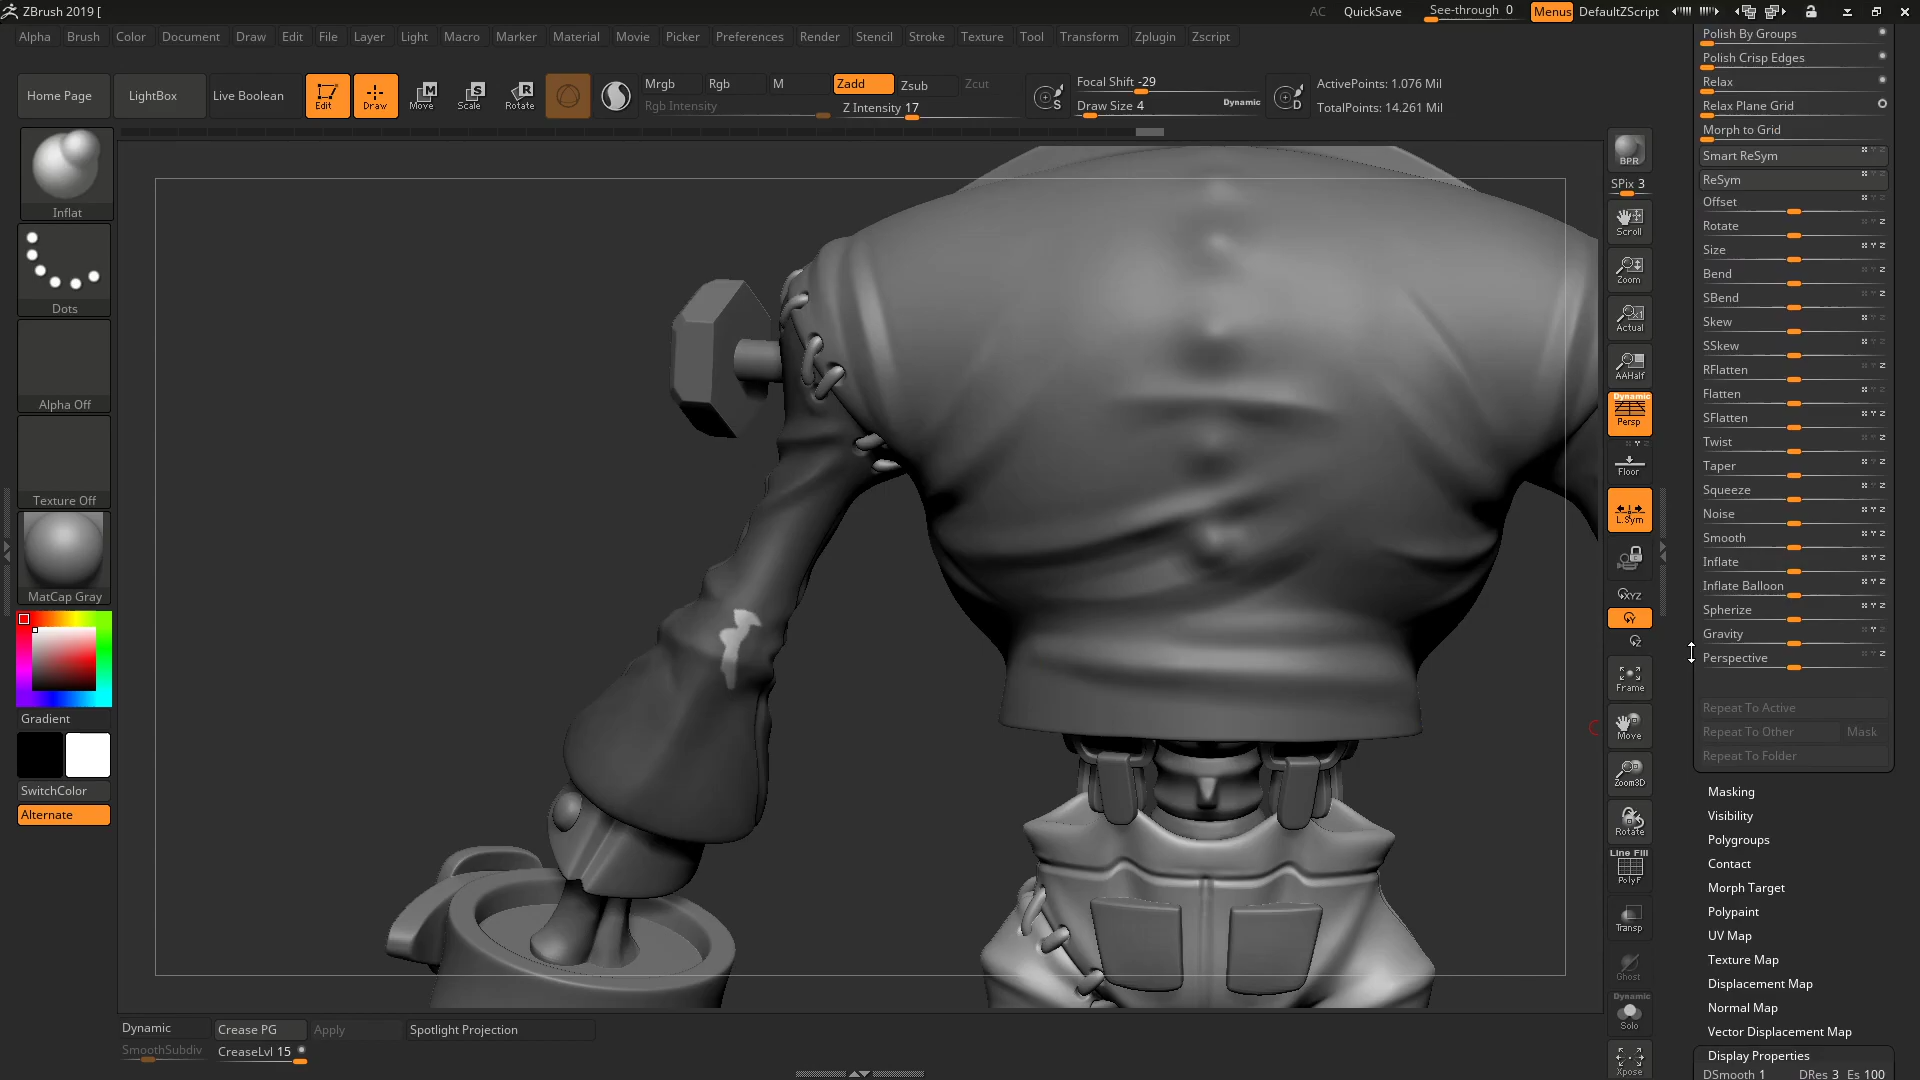 ZBrush 2019 [
AC QuickSave See-through 0 Menus DefaultZScript
Alpha Brush Color Document Draw Edit File Layer Light Macro Marker Material Movie Picker Preferences Render Stencil Stroke Texture Tool Transform Zplugin Zscript
Home Page LightBox Live Boolean Edit Draw Move Scale Rotate
Mrgb Rgb M Zadd Zsub Zcut
Rgb Intensity Z Intensity 17
Focal Shift -29
Draw Size 4 Dynamic
ActivePoints: 1.076 Mil
TotalPoints: 14.261 Mil
Inflat
Dots
Alpha Off
Texture Off
MatCap Gray
Gradient
SwitchColor
Alternate
BPR
SPix 3
Scroll
Zoom
Actual
AAHalf
Dynamic
Persp
Floor
L.Sym
XYZ
Y
Z
Frame
Move
Zoom3D
Rotate
Line Fill
PolyF
Transp
Ghost
Dynamic
Solo
Xpose
Polish By Groups
Polish Crisp Edges
Relax
Relax Plane Grid
Morph to Grid
Smart ReSym
ReSym
Offset
Rotate
Size
Bend
SBend
Skew
SSkew
RFlatten
Flatten
SFlatten
Twist
Taper
Squeeze
Noise
Smooth
Inflate
Inflate Balloon
Spherize
Gravity
Perspective
Repeat To Active
Repeat To Other Mask
Repeat To Folder
Masking
Visibility
Polygroups
Contact
Morph Target
Polypaint
UV Map
Texture Map
Displacement Map
Normal Map
Vector Displacement Map
Display Properties
DSmooth 1 DRes 3 Es 100
Dynamic Crease PG Apply Spotlight Projection
SmoothSubdiv CreaseLvl 15